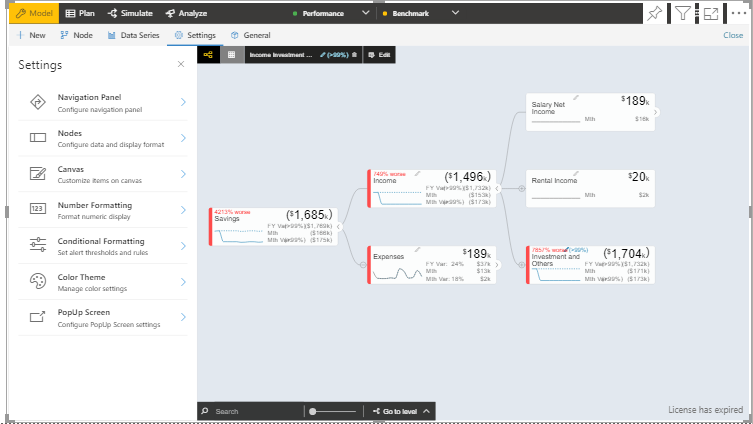 Model Plan Simulate Analyze Performance Benchmark
New Node Data Series Settings General Close
Settings
Income Investment ... (>99%) Edit
Navigation Panel
Configure navigation panel
Nodes
Configure data and display format
Canvas
Customize items on canvas
Number Formatting
Format numeric display
Conditional Formatting
Set alert thresholds and rules
Color Theme
Manage color settings
PopUp Screen
Configure PopUp Screen settings
4213% worse
Savings
($1,685k)
FY Var(>99%)($1,769k)
Mth ($166k)
Mth Var(>99%) ($175k)
749% worse
Income
($1,496k)
FY Var(>99%)($1,732k)
Mth ($153k)
Mth Var(>99%) ($173k)
Expenses
$189k
FY Var: 24% $37k
Mth $13k
Mth Var: 18% $2k
Salary Net
Income
$189k
Mth $16k
Rental Income
$20k
Mth $2k
7857% worse (>99%)
Investment and
Others
($1,704k)
FY Var(>99%)($1,732k)
Mth ($171k)
Mth Var(>99%) ($173k)
Search Go to level
License has expired